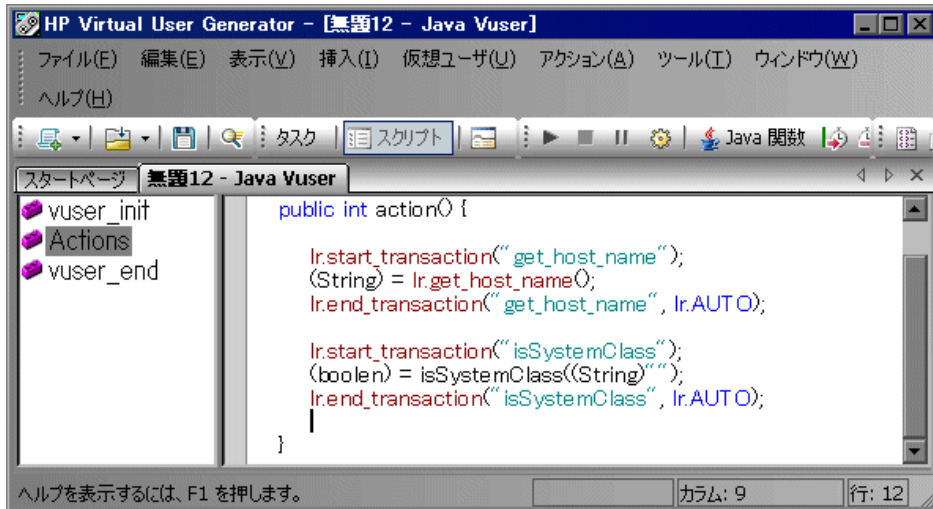 HP Virtual User Generator - [無題12 - Java Vuser]
ファイル(F) 編集(E) 表示(V) 挿入(I) 仮想ユーザ(U) アクション(A) ツール(T) ウィンドウ(W)
ヘルプ(H)
タスク スクリプト Java 関数
スタートページ 無題12 - Java Vuser
vuser_init
Actions
vuser_end
public int action() {
lr.start_transaction("get_host_name");
(String) = lr.get_host_name();
lr.end_transaction("get_host_name", lr.AUTO);
lr.start_transaction("isSystemClass");
(boolen) = isSystemClass((String)"");
lr.end_transaction("isSystemClass", lr.AUTO);
}
ヘルプを表示するには、F1 を押します。 カラム: 9 行: 12